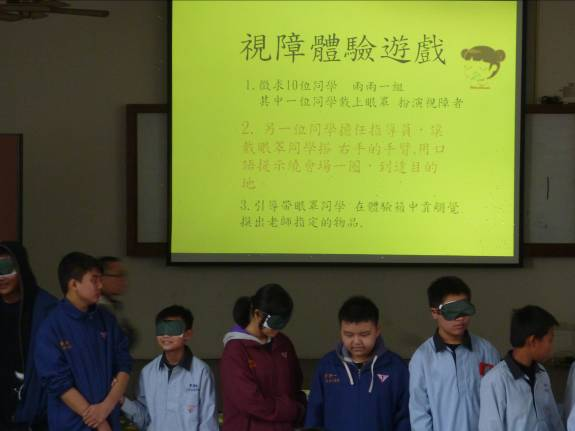 視障體驗遊戲
1. 徵求10位同學 兩兩一組
其中一位同學戴上眼罩 扮演視障者
2. 另一位同學擔任指導員，讓
戴眼罩同學搭 右手的手臂,用口
語提示繞會場一圈，到達目的
地
3. 引導帶眼罩同學 在體驗箱中靠觸覺
摸出老師指定的物品.